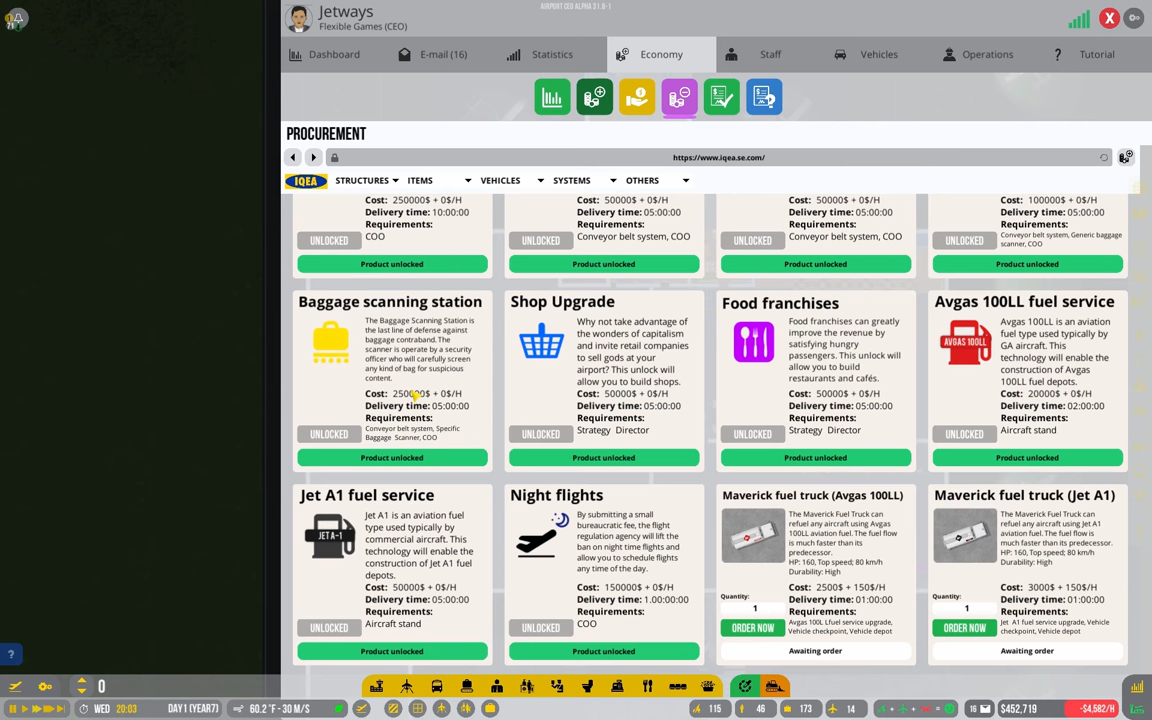 AIRPORT CEO ALPHA 31.8-1
71
Jetways
Flexible Games (CEO)
X
Dashboard
E-mail (16)
Statistics
Economy
Staff
Vehicles
Operations
? Tutorial
PROCUREMENT
https://www.iqea.se.com/
IQEA
STRUCTURES
ITEMS
VEHICLES
SYSTEMS
OTHERS
Cost: 250000$ + 0$/H
Delivery time: 10:00:00
Requirements:
COO
UNLOCKED
Product unlocked
Cost: 50000$ + 0$/H
Delivery time: 05:00:00
Requirements:
Conveyor belt system, COO
UNLOCKED
Product unlocked
Cost: 50000$ + 0$/H
Delivery time: 05:00:00
Requirements:
Conveyor belt system, COO
UNLOCKED
Product unlocked
Cost: 100000$ + 0$/H
Delivery time: 05:00:00
Requirements:
Conveyor belt system, Generic baggage
scanner, COO
UNLOCKED
Product unlocked
Baggage scanning station
The Baggage Scanning Station is
the last line of defense against
baggage contraband. The
scanner is operate by a security
officer who will carefully screen
any kind of bag for suspicious
content.
Cost: 250000$ + 0$/H
Delivery time: 05:00:00
Requirements:
Conveyor belt system, Specific
Baggage Scanner, COO
UNLOCKED
Product unlocked
Shop Upgrade
Why not take advantage of
the wonders of capitalism
and invite retail companies
to sell gods at your
airport? This unlock will
allow you to build shops.
Cost: 50000$ + 0$/H
Delivery time: 05:00:00
Requirements:
Strategy Director
UNLOCKED
Product unlocked
Food franchises
Food franchises can greatly
improve the revenue by
satisfying hungry
passengers. This unlock will
allow you to build
restaurants and cafés.
Cost: 50000$ + 0$/H
Delivery time: 05:00:00
Requirements:
Strategy Director
UNLOCKED
Product unlocked
Avgas 100LL fuel service
AVGAS 100LL
Avgas 100LL is an aviation
fuel type used typically by
GA aircraft. This
technology will enable the
construction of Avgas
100LL fuel depots.
Cost: 20000$ + 0$/H
Delivery time: 02:00:00
Requirements:
Aircraft stand
UNLOCKED
Product unlocked
Jet A1 fuel service
JET A-1
Jet A1 is an aviation fuel
type used typically by
commercial aircraft. This
technology will enable the
construction of Jet A1 fuel
depots.
Cost: 50000$ + 0$/H
Delivery time: 05:00:00
Requirements:
Aircraft stand
UNLOCKED
Product unlocked
Night flights
By submitting a small
bureaucratic fee, the flight
regulation agency will lift the
ban on night time flights and
allow you to schedule flights
any time of the day.
Cost: 150000$ + 0$/H
Delivery time: 1.00:00:00
Requirements:
COO
UNLOCKED
Product unlocked
Maverick fuel truck (Avgas 100LL)
The Maverick Fuel Truck can
refuel any aircraft using Avgas
100LL aviation fuel. The fuel flow
is much faster than its
predecessor.
HP: 160, Top speed; 80 km/h
Durability: High
Cost: 2500$ + 150$/H
Delivery time: 01:00:00
Requirements:
Avgas 100L Lfuel service upgrade,
Vehicle checkpoint, Vehicle depot
Quantity:
1
ORDER NOW
Awaiting order
Maverick fuel truck (Jet A1)
The Maverick Fuel Truck can
refuel any aircraft using Jet A1
aviation fuel. The fuel flow is
much faster than its predecessor.
HP: 160, Top speed; 80 km/h
Durability: High
Cost: 3000$ + 150$/H
Delivery time: 01:00:00
Requirements:
Jet A1 fuel service upgrade, Vehicle
checkpoint, Vehicle depot
Quantity:
1
ORDER NOW
Awaiting order
?
0
WED 20:03
DAY1 (YEAR7)
60.2 °F - 30 M/S
115
46
173
14
16
$452,719
-$4,582/H